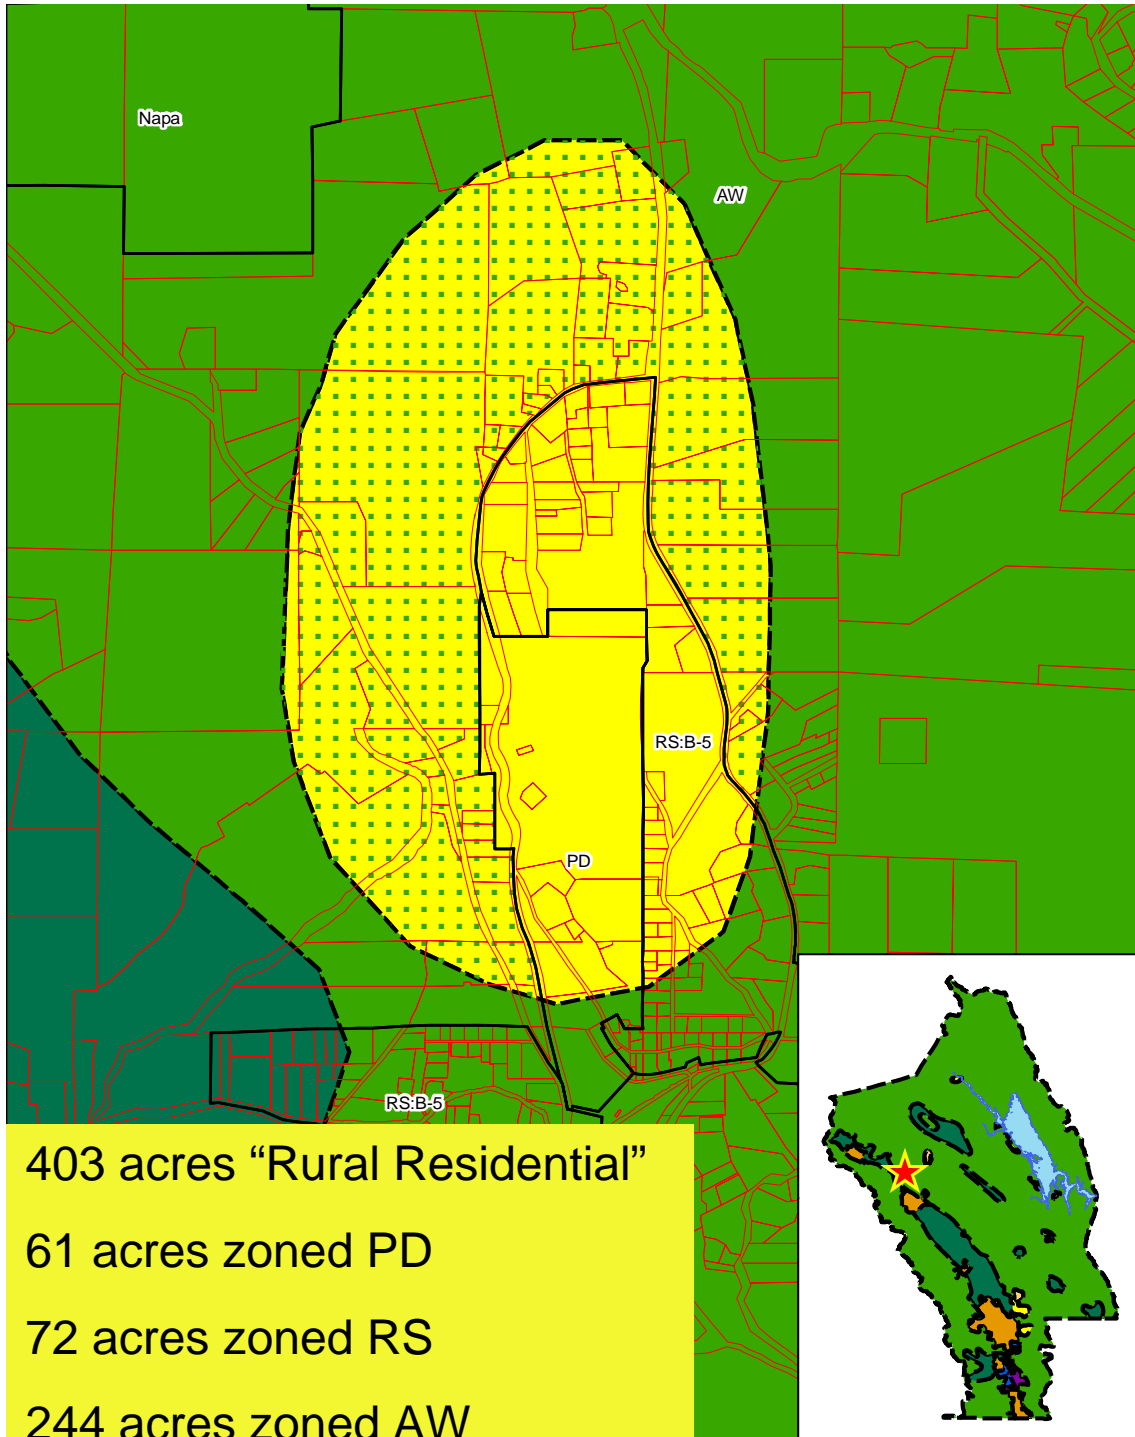 Napa
AW
RS:B-5
PD
RS:B-5
403 acres “Rural Residential”
61 acres zoned PD
72 acres zoned RS
244 acres zoned AW